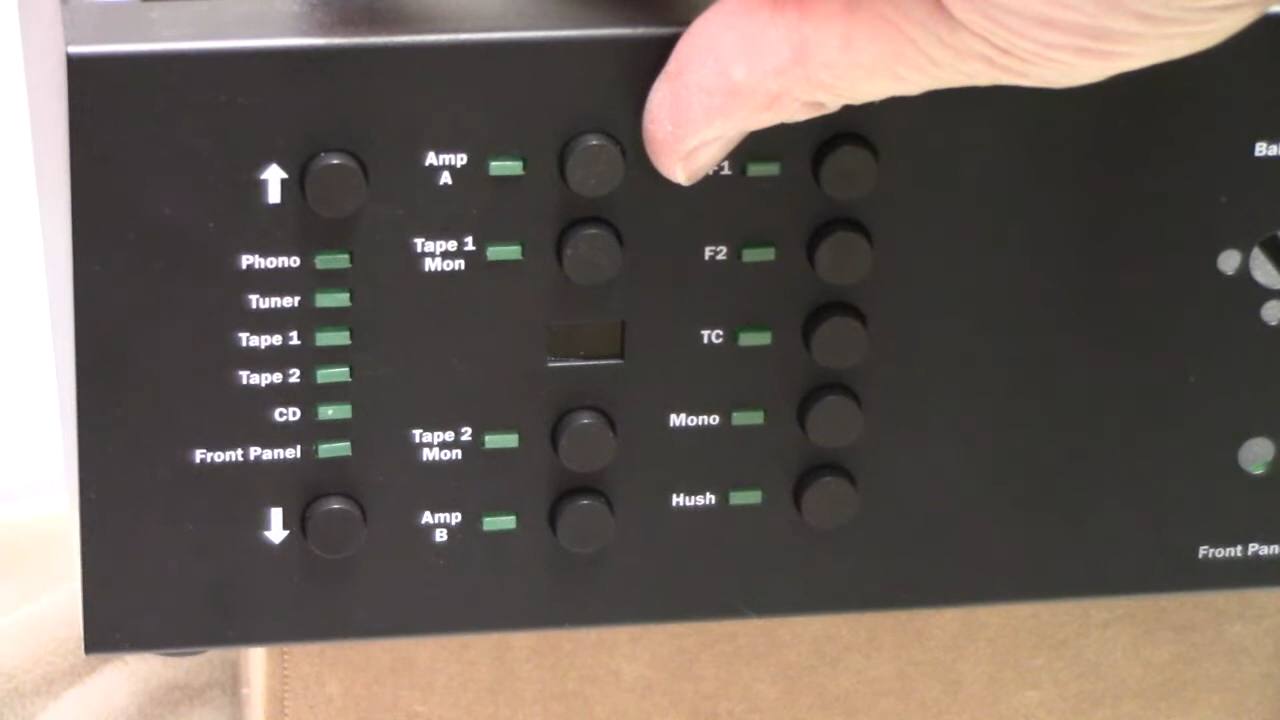 Phono
Tuner
Tape 1
Tape 2
CD
Front Panel
Amp
A
Tape 1
Mon
Tape 2
Mon
Amp
B
F1
F2
TC
Mono
Hush
Front